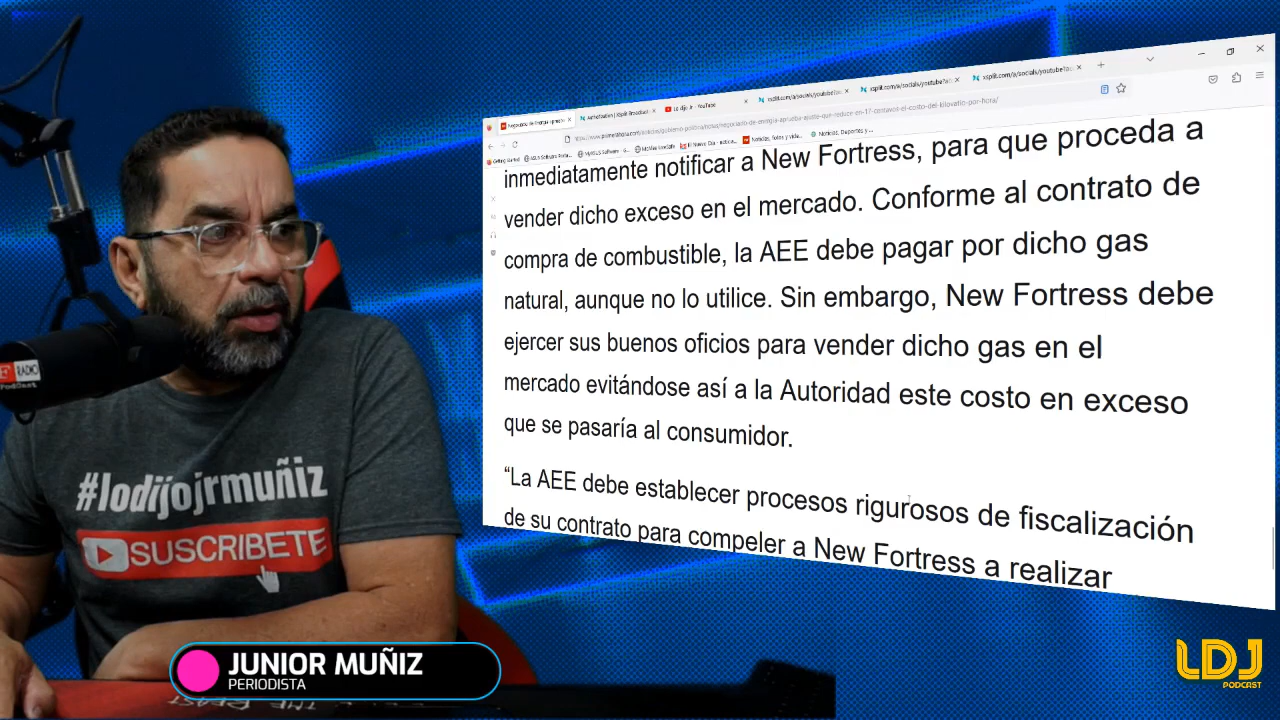 inmediatamente notificar a New Fortress, para que proceda a
vender dicho exceso en el mercado. Conforme al contrato de
compra de combustible, la AEE debe pagar por dicho gas
natural, aunque no lo utilice. Sin embargo, New Fortress debe
ejercer sus buenos oficios para vender dicho gas en el
mercado evitándose así a la Autoridad este costo en exceso
que se pasaría al consumidor.
“La AEE debe establecer procesos rigurosos de fiscalización
de su contrato para compeler a New Fortress a realizar
#lodijojrmuñiz
SUSCRIBETE
RADIO
PODCAST
JUNIOR MUÑIZ
PERIODISTA
LDJ
PODCAST